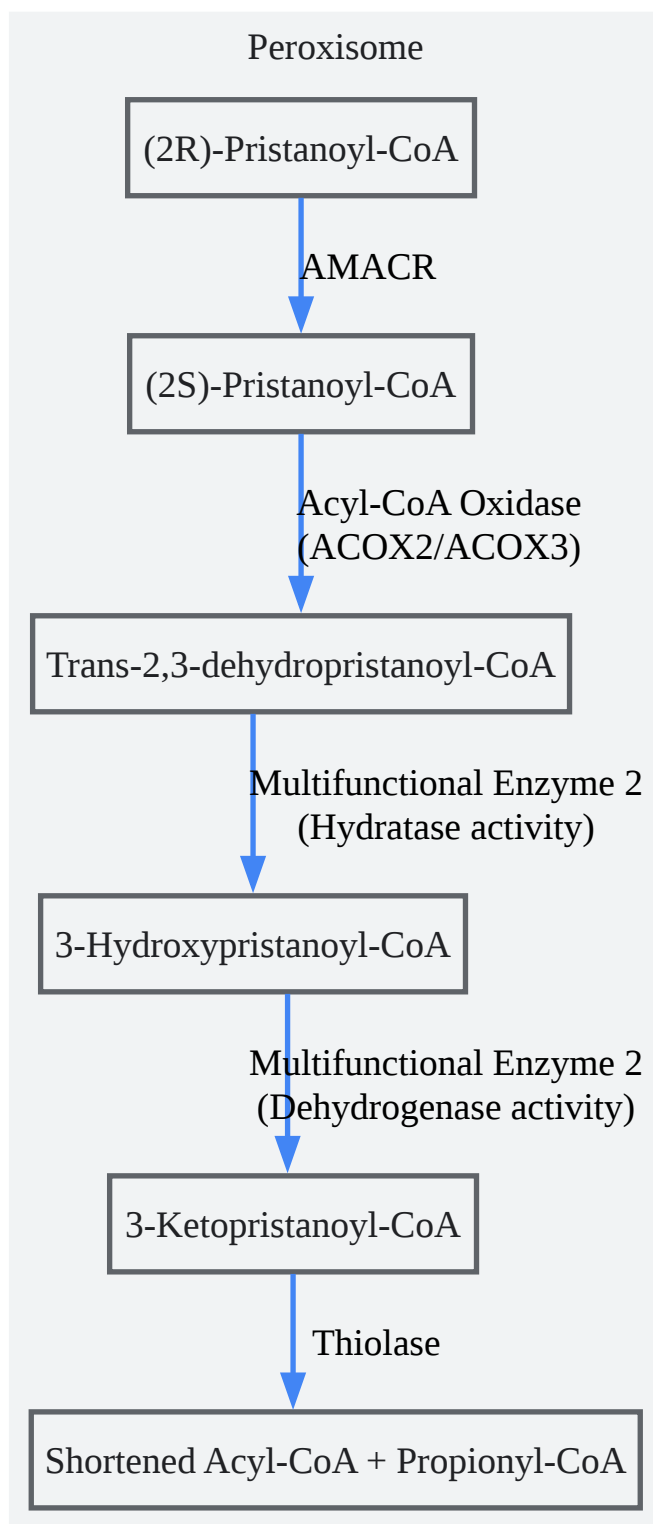 Peroxisome
(2R)-Pristanoyl-CoA
AMACR
(2S)-Pristanoyl-CoA
Acyl-CoA Oxidase
(ACOX2/ACOX3)
Trans-2,3-dehydropristanoyl-CoA
Multifunctional Enzyme 2
(Hydratase activity)
3-Hydroxypristanoyl-CoA
Multifunctional Enzyme 2
(Dehydrogenase activity)
3-Ketopristanoyl-CoA
Thiolase
Shortened Acyl-CoA + Propionyl-CoA